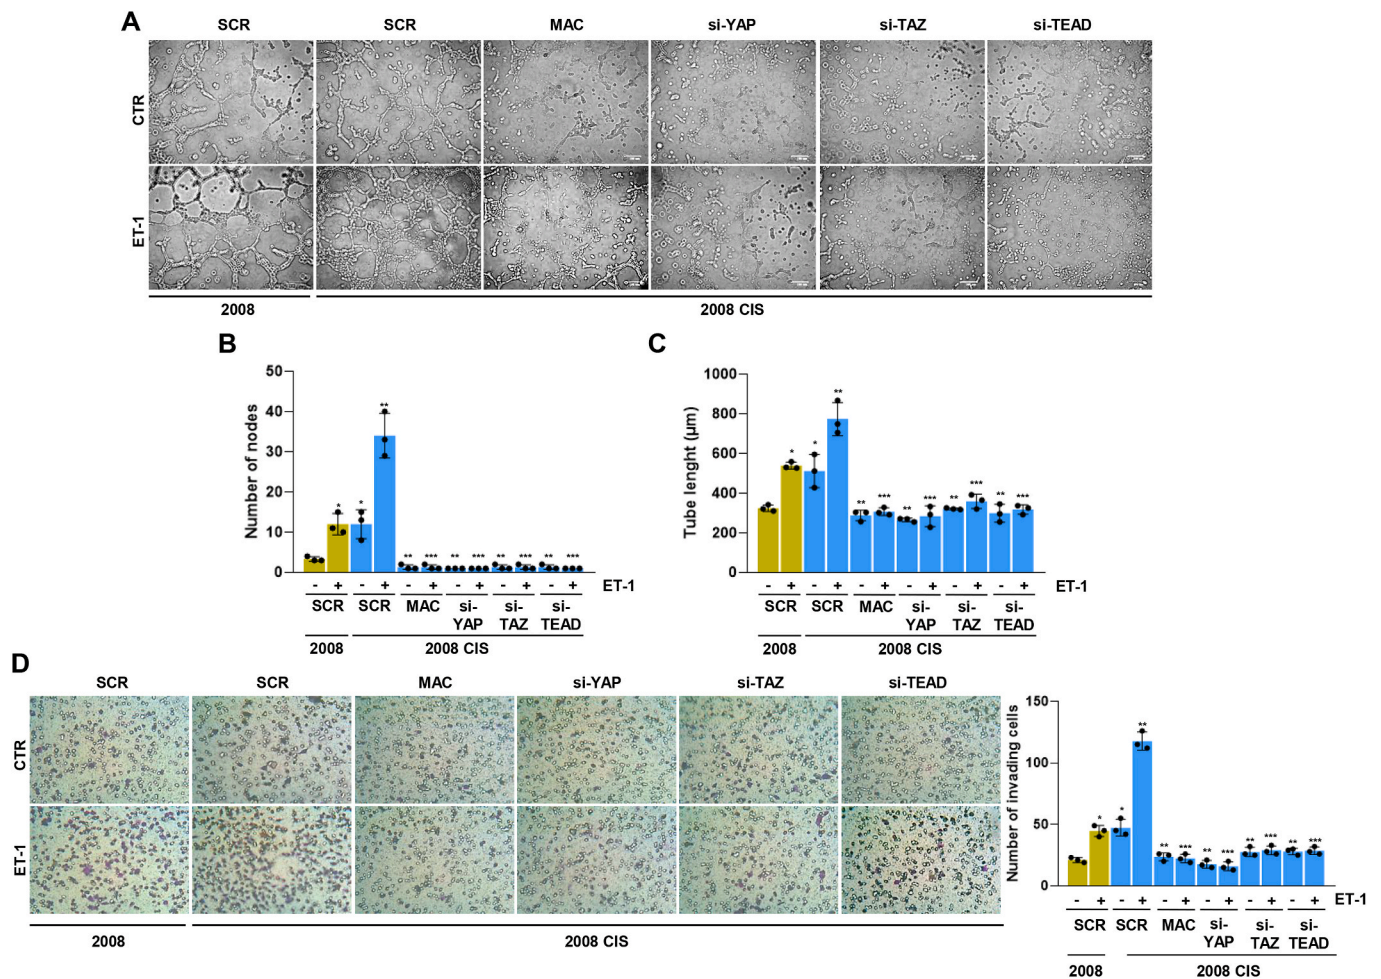 A
SCR SCR MAC si-YAP si-TAZ si-TEAD
CTR
ET-1
2008 2008 CIS
B
Number of nodes
50
40
30
20
10
0
* * ** ** *** ** *** ** *** ** ***
- + - + - + - + - + - + ET-1
SCR SCR MAC si- si- si-
YAP TAZ TEAD
2008 2008 CIS
C
Tube lenght (µm)
1000
800
600
400
200
0
* * ** ** *** ** *** ** *** ** ***
- + - + - + - + - + - + ET-1
SCR SCR MAC si- si- si-
YAP TAZ TEAD
2008 2008 CIS
D
SCR SCR MAC si-YAP si-TAZ si-TEAD
CTR
ET-1
2008 2008 CIS
Number of invading cells
150
100
50
0
* * ** ** *** ** *** ** *** ** ***
- + - + - + - + - + - + ET-1
SCR SCR MAC si- si- si-
YAP TAZ TEAD
2008 2008 CIS